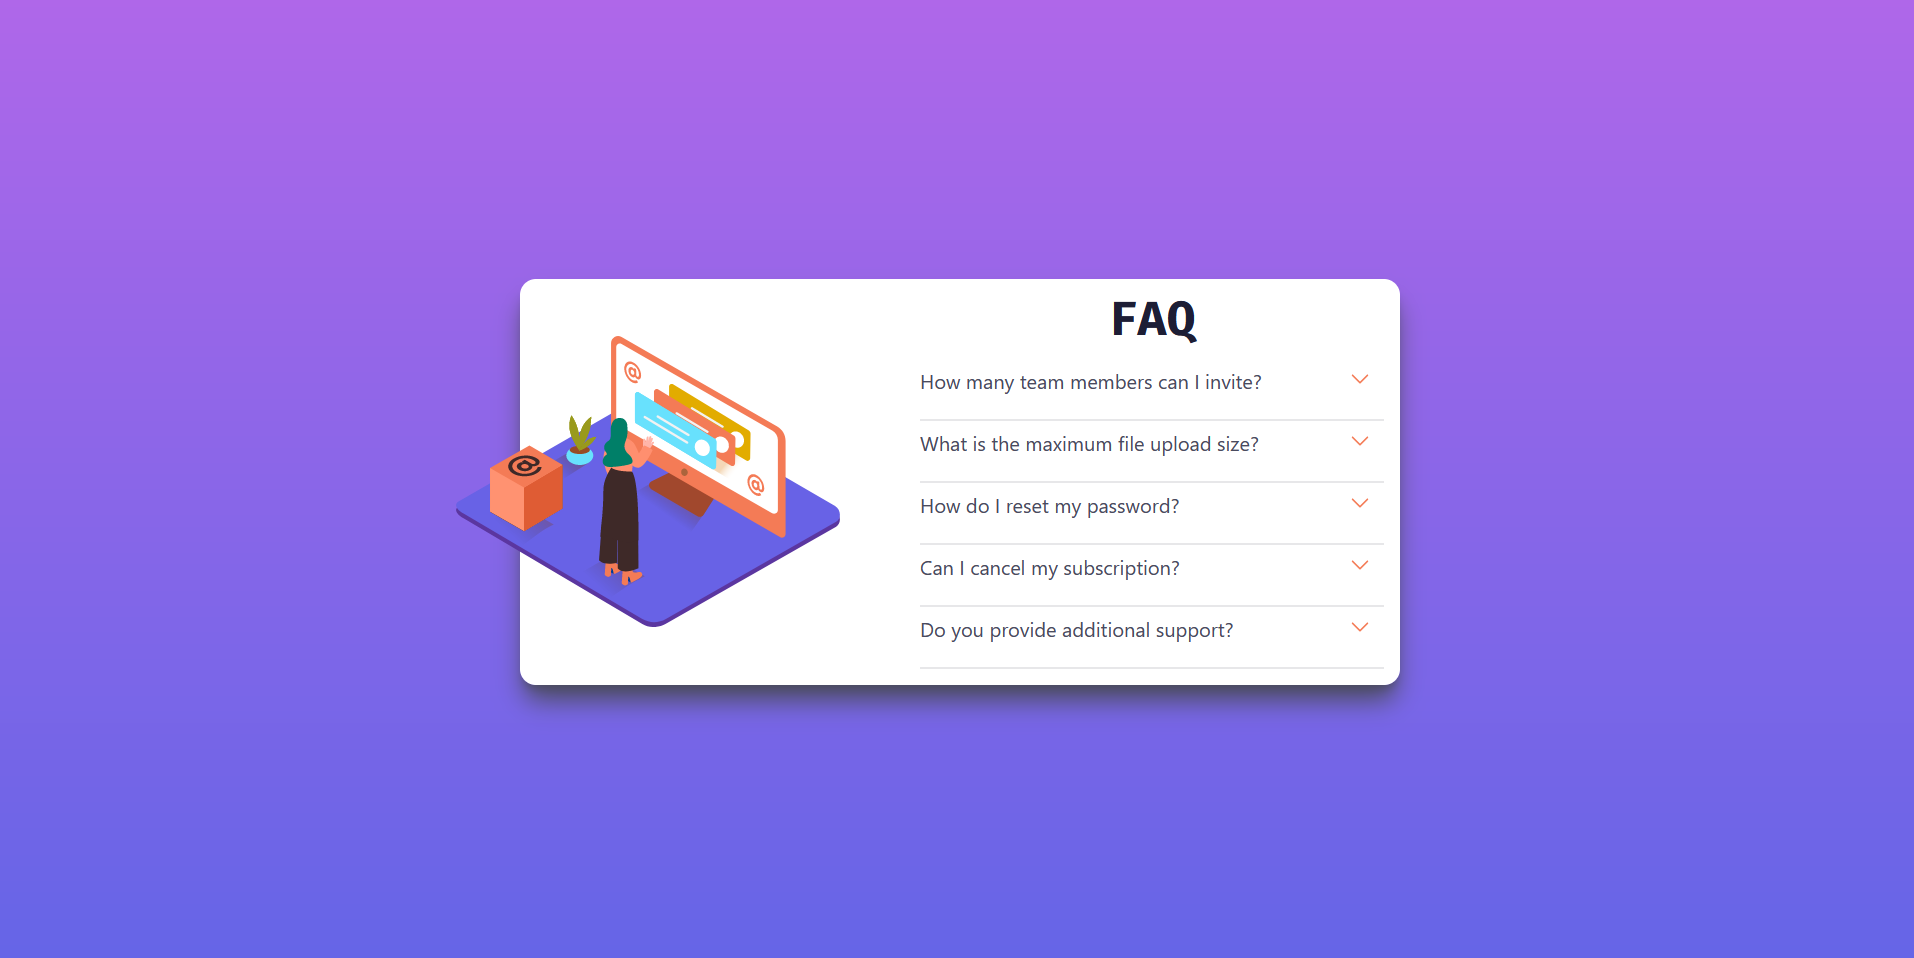 FAQ
@
How many team members can I invite?
What is the maximum file upload size?
@
@
How do I reset my password?
Can I cancel my subscription?
Do you provide additional support?